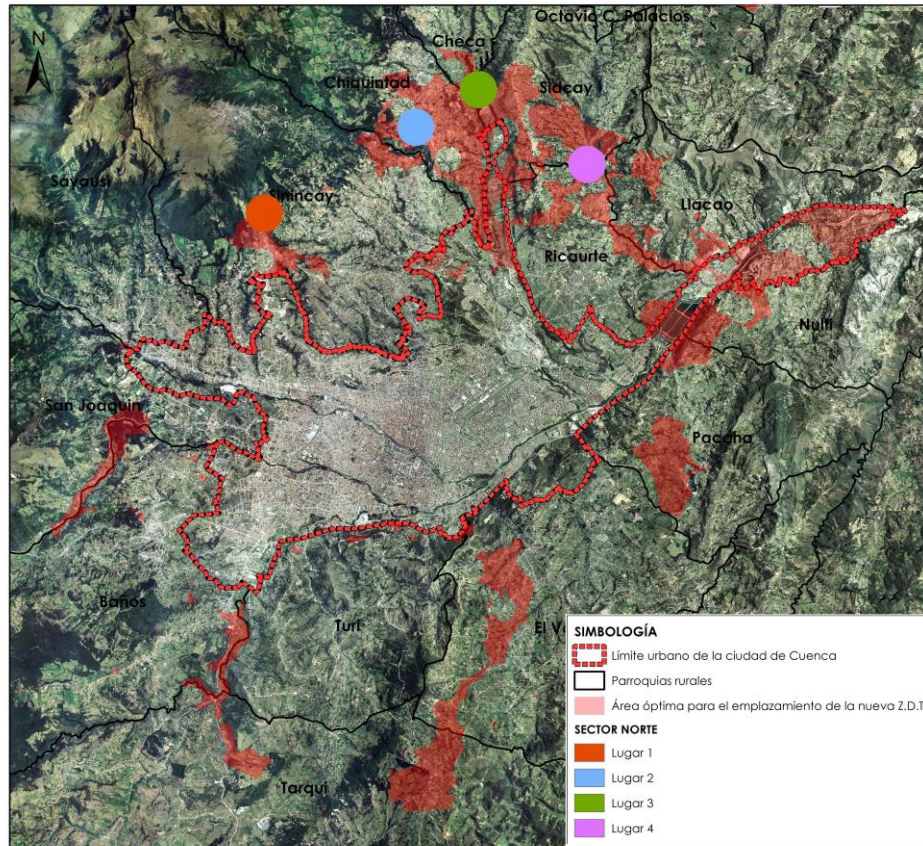 Octavio C. Palacios
N
Checa
Chiquintad
Sidcay
Sayausí
Sinincay
Llacao
Ricaurte
Nulti
San Joaquín
Paccha
Baños
Turi
El V
Tarqui
SIMBOLOGÍA
Límite urbano de la ciudad de Cuenca
Parroquias rurales
Área óptima para el emplazamiento de la nueva Z.D.T
SECTOR NORTE
Lugar 1
Lugar 2
Lugar 3
Lugar 4